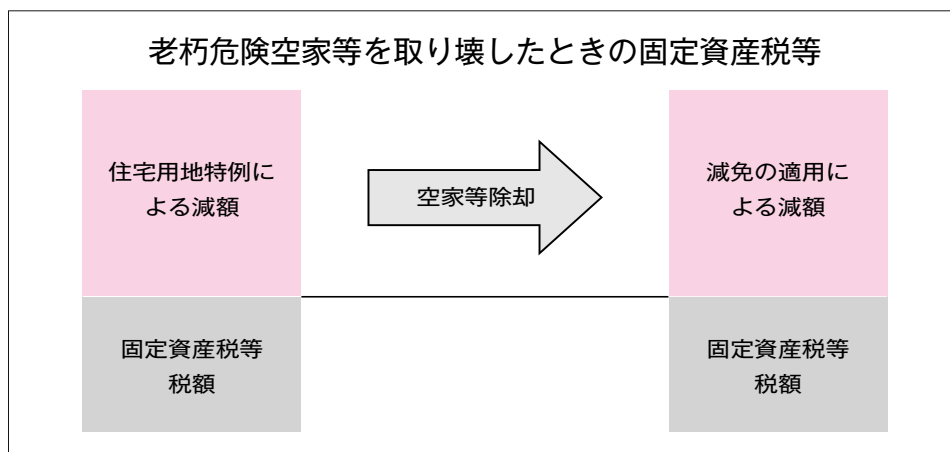 老朽危険空家等を取り壊したときの固定資産税等
住宅用地特例に
よる減額
空家等除却
減免の適用に
よる減額
固定資産税等
税額
固定資産税等
税額